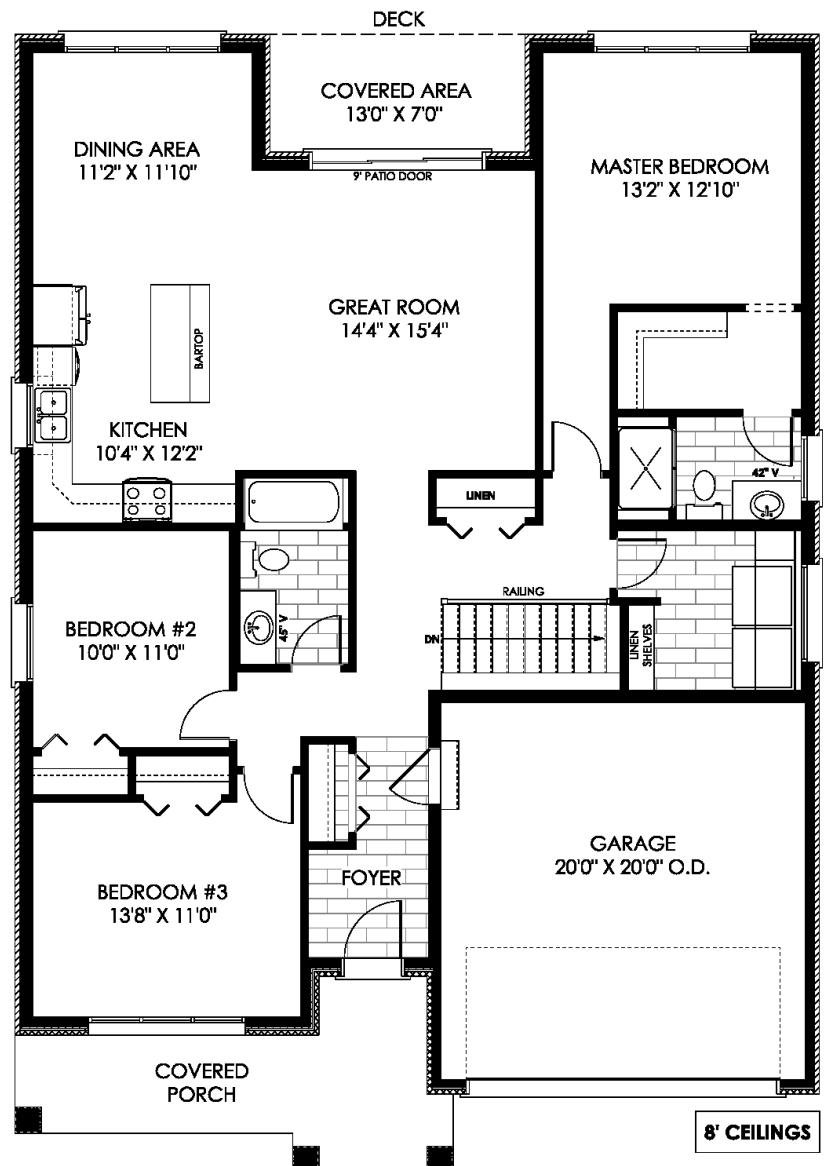 DECK
COVERED AREA
13'0" X 7'0"
DINING AREA
11'2" X 11'10"
9' PATIO DOOR
MASTER BEDROOM
13'2" X 12'10"
GREAT ROOM
14'4" X 15'4"
BARTOP
KITCHEN
10'4" X 12'2"
42" V
LINEN
RAILING
BEDROOM #2
10'0" X 11'0"
45" V
DN
LINEN
SHELVES
GARAGE
20'0" X 20'0" O.D.
FOYER
BEDROOM #3
13'8" X 11'0"
COVERED
PORCH
8' CEILINGS